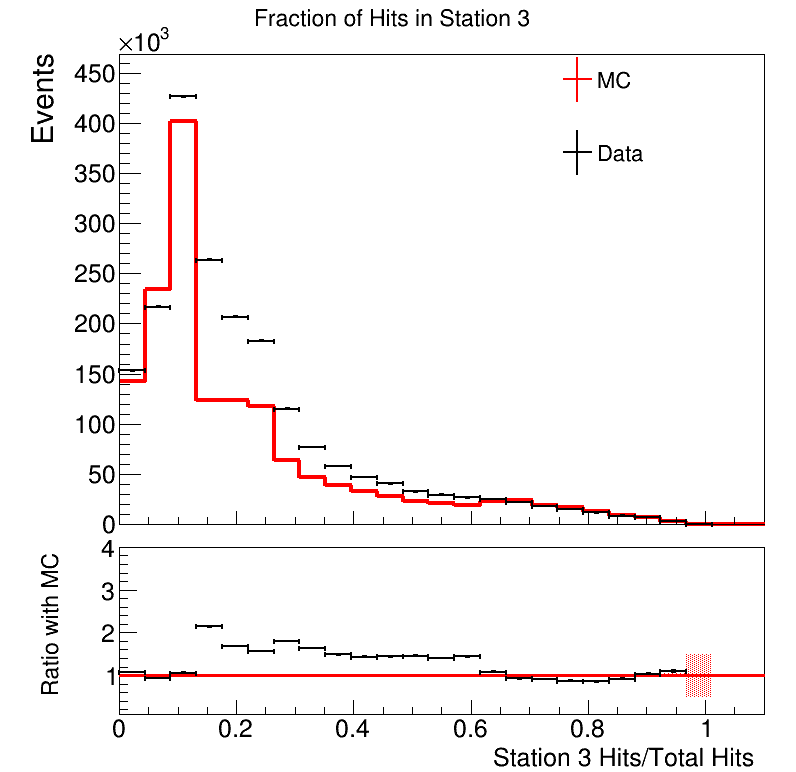 Fraction of Hits in Station 3
×10³
Events
450
400
350
300
250
200
150
100
50
0
MC
Data
Ratio with MC
4
3
2
1
0 0.2 0.4 0.6 0.8 1
Station 3 Hits/Total Hits